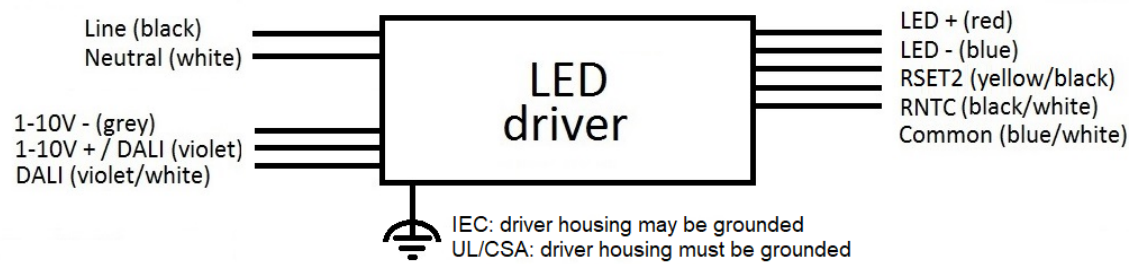 Line (black)
Neutral (white)
1-10V - (grey)
1-10V + / DALI (violet)
DALI (violet/white)
LED
driver
LED + (red)
LED - (blue)
RSET2 (yellow/black)
RNTC (black/white)
Common (blue/white)
IEC: driver housing may be grounded
UL/CSA: driver housing must be grounded